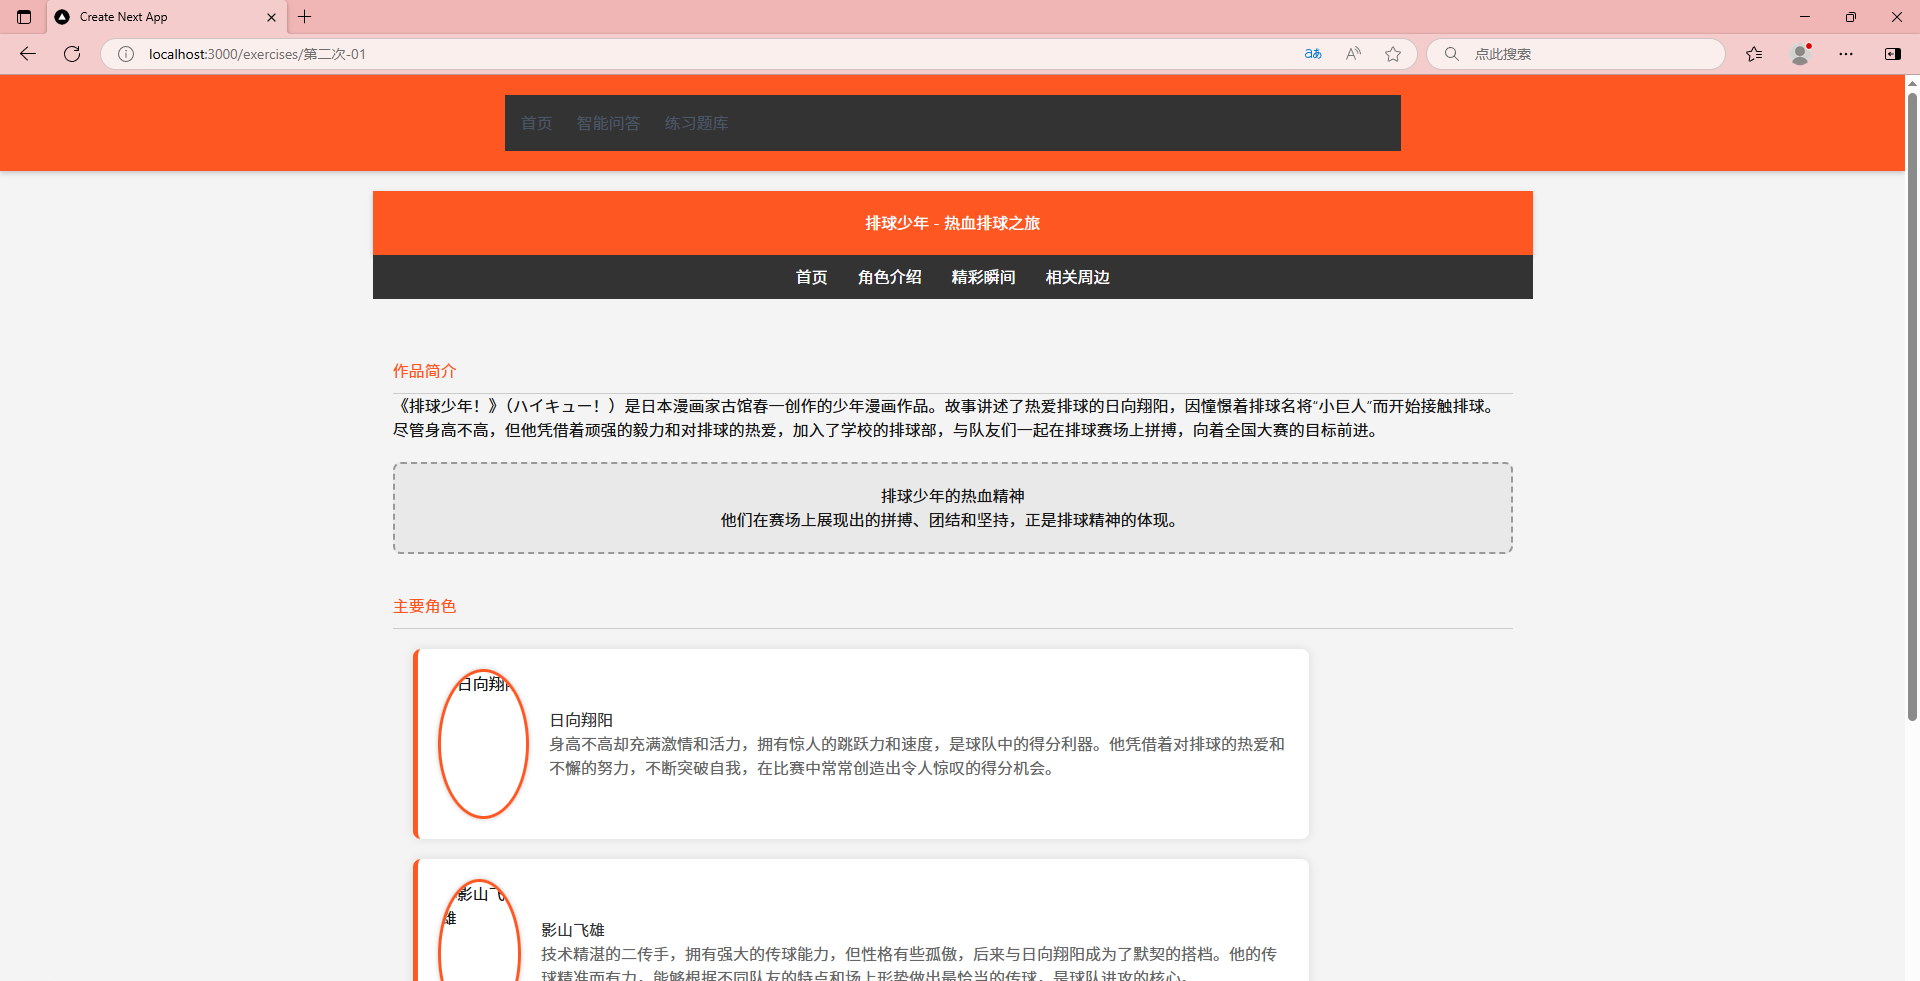 Create Next App
localhost:3000/exercises/第二次-01
aあ
点此搜索
首页 智能问答 练习题库
排球少年 - 热血排球之旅
首页 角色介绍 精彩瞬间 相关周边
作品简介
《排球少年！》（ハイキュー！）是日本漫画家古馆春一创作的少年漫画作品。故事讲述了热爱排球的日向翔阳，因憧憬着排球名将“小巨人”而开始接触排球。
尽管身高不高，但他凭借着顽强的毅力和对排球的热爱，加入了学校的排球部，与队友们一起在排球赛场上拼搏，向着全国大赛的目标前进。
排球少年的热血精神
他们在赛场上展现出的拼搏、团结和坚持，正是排球精神的体现。
主要角色
日向翔
日向翔阳
身高不高却充满激情和活力，拥有惊人的跳跃力和速度，是球队中的得分利器。他凭借着对排球的热爱和
不懈的努力，不断突破自我，在比赛中常常创造出令人惊叹的得分机会。
影山飞
雄
影山飞雄
技术精湛的二传手，拥有强大的传球能力，但性格有些孤傲，后来与日向翔阳成为了默契的搭档。他的传
球精准而有力，能够根据不同队友的特点和场上形势做出最恰当的传球，是球队进攻的核心。